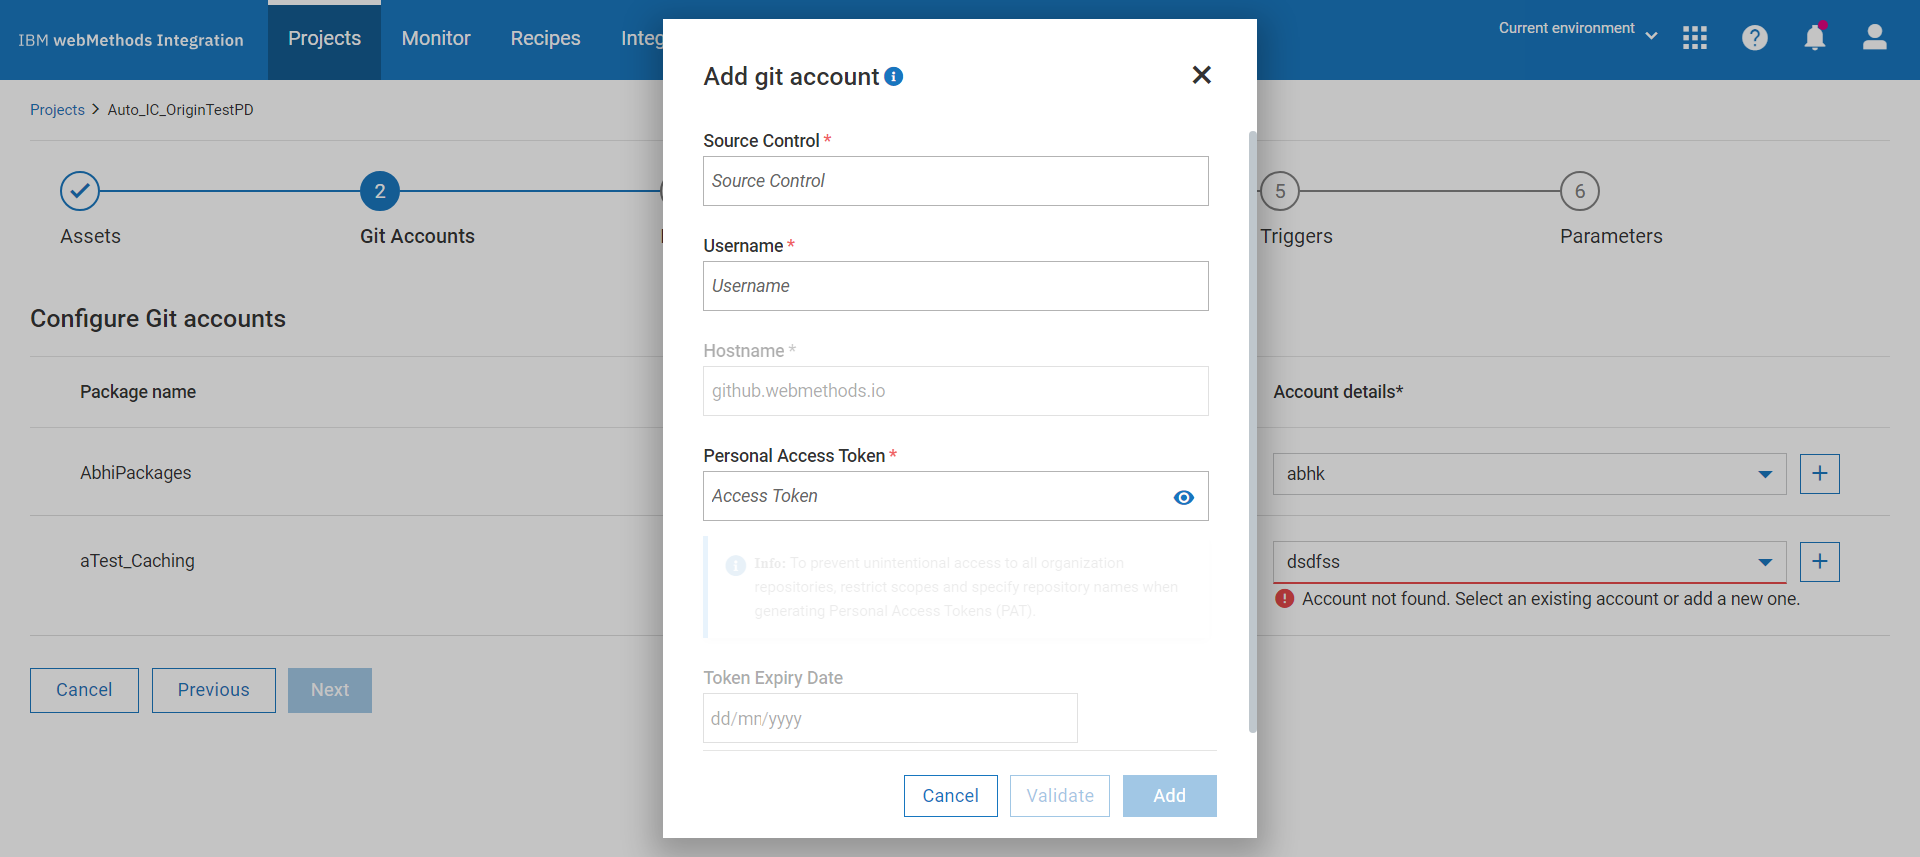 IBM webMethods Integration
Projects
Monitor
Recipes
Integ
Current environment
Projects > Auto_IC_OriginTestPD
Assets
2
Git Accounts
5
Triggers
6
Parameters
Configure Git accounts
Package name
Account details*
AbhiPackages
abhk
aTest_Caching
dsdfss
Account not found. Select an existing account or add a new one.
Cancel
Previous
Next
Add git account
Source Control *
Source Control
Username *
Username
Hostname *
github.webmethods.io
Personal Access Token *
Access Token
Info: To prevent unintentional access to all organization
repositories, restrict scopes and specify repository names when
generating Personal Access Tokens (PAT).
Token Expiry Date
dd/mm/yyyy
Cancel
Validate
Add